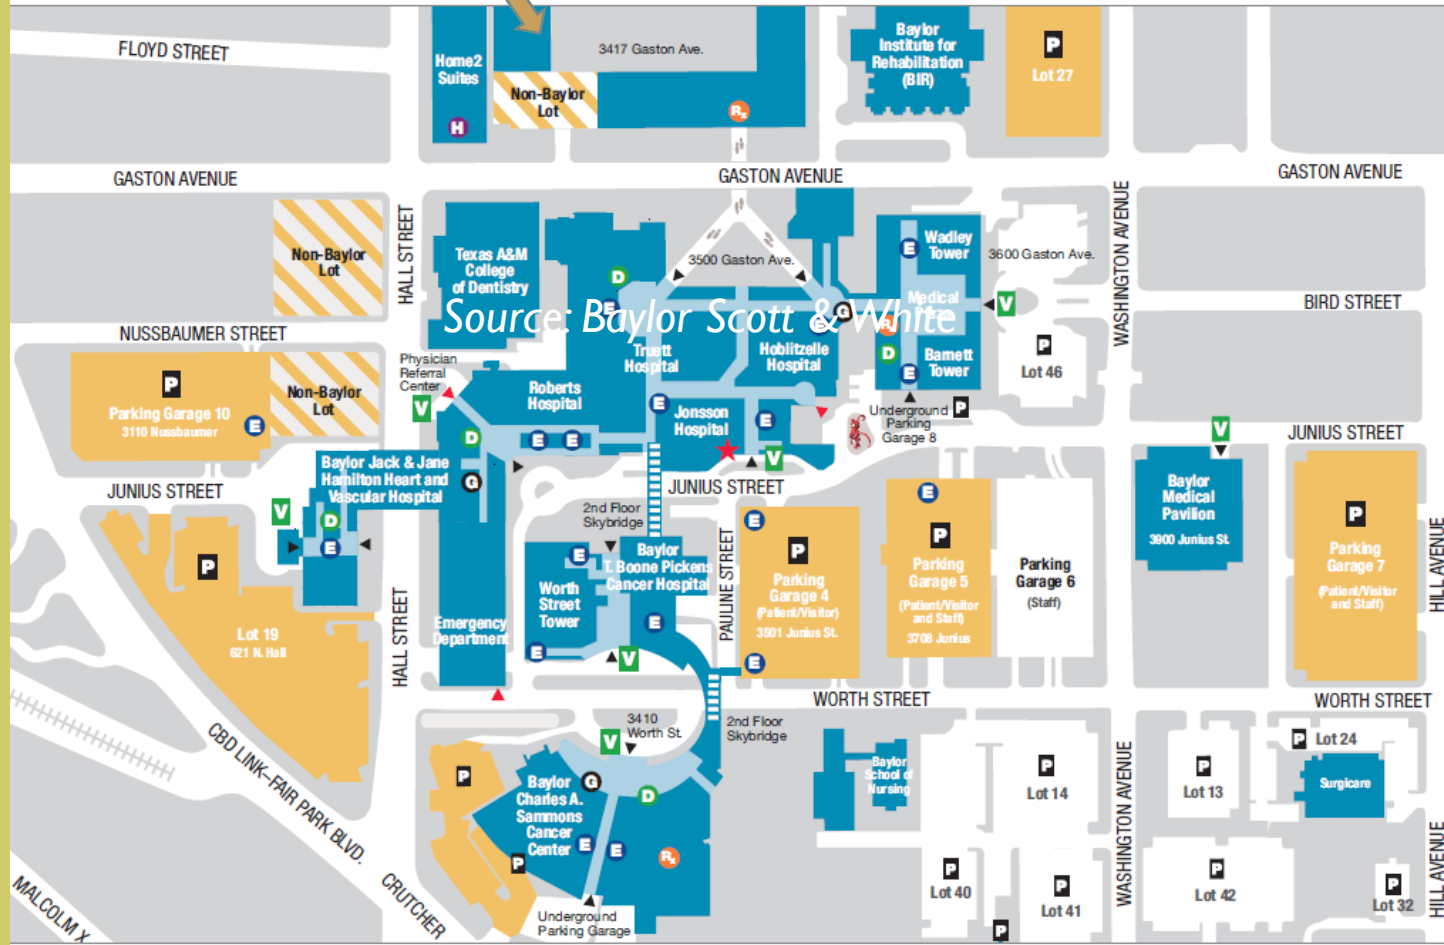 FLOYD STREET
Home2
Suites
H
3417 Gaston Ave.
Non-Baylor
Lot
Rx
Baylor
Institute for
Rehabilitation
(BIR)
P
Lot 27
GASTON AVENUE
GASTON AVENUE
GASTON AVENUE
HALL STREET
WASHINGTON AVENUE
Non-Baylor
Lot
Texas A&M
College
of Dentistry
D
E
3500 Gaston Ave.
E
Wadley
Tower
3600 Gaston Ave.
Medical
V
BIRD STREET
Source: Baylor Scott & White
G
NUSSBAUMER STREET
Truett
Hospital
Hoblitzelle
Hospital
D
Barnett
Tower
E
P
Lot 46
Physician
Referral
Center
V
P
Parking Garage 10
3110 Nussbaumer
E
Non-Baylor
Lot
Roberts
Hospital
E
Jonsson
Hospital
E
Underground
Parking
Garage 8
P
D
E
E
V
V
JUNIUS STREET
Baylor Jack & Jane
Hamilton Heart and
Vascular Hospital
G
JUNIUS STREET
JUNIUS STREET
V
D
E
2nd Floor
Skybridge
Baylor
Medical
Pavilion
3900 Junius St.
P
Parking
Garage 7
(Patient/Visitor
and Staff)
HILL AVENUE
P
Lot 19
621 N. Hall
HALL STREET
Emergency
Department
E
Worth
Street
Tower
E
Baylor
T. Boone Pickens
Cancer Hospital
E
V
PAULINE STREET
E
P
Parking
Garage 4
(Patient/Visitor)
3501 Junius St.
E
E
P
Parking
Garage 5
(Patient/Visitor
and Staff)
3708 Junius
Parking
Garage 6
(Staff)
WORTH STREET
WORTH STREET
CBD LINK–FAIR PARK BLVD.
3410
Worth St.
V
2nd Floor
Skybridge
P
Baylor
Charles A.
Sammons
Cancer
Center
G
D
E
E
Rx
P
Underground
Parking Garage
Baylor
School of
Nursing
P
Lot 14
WASHINGTON AVENUE
P
Lot 13
P
Lot 24
Surgicare
HILL AVENUE
P
Lot 40
P
Lot 41
P
P
Lot 42
P
Lot 32
CRUTCHER
MALCOLM X